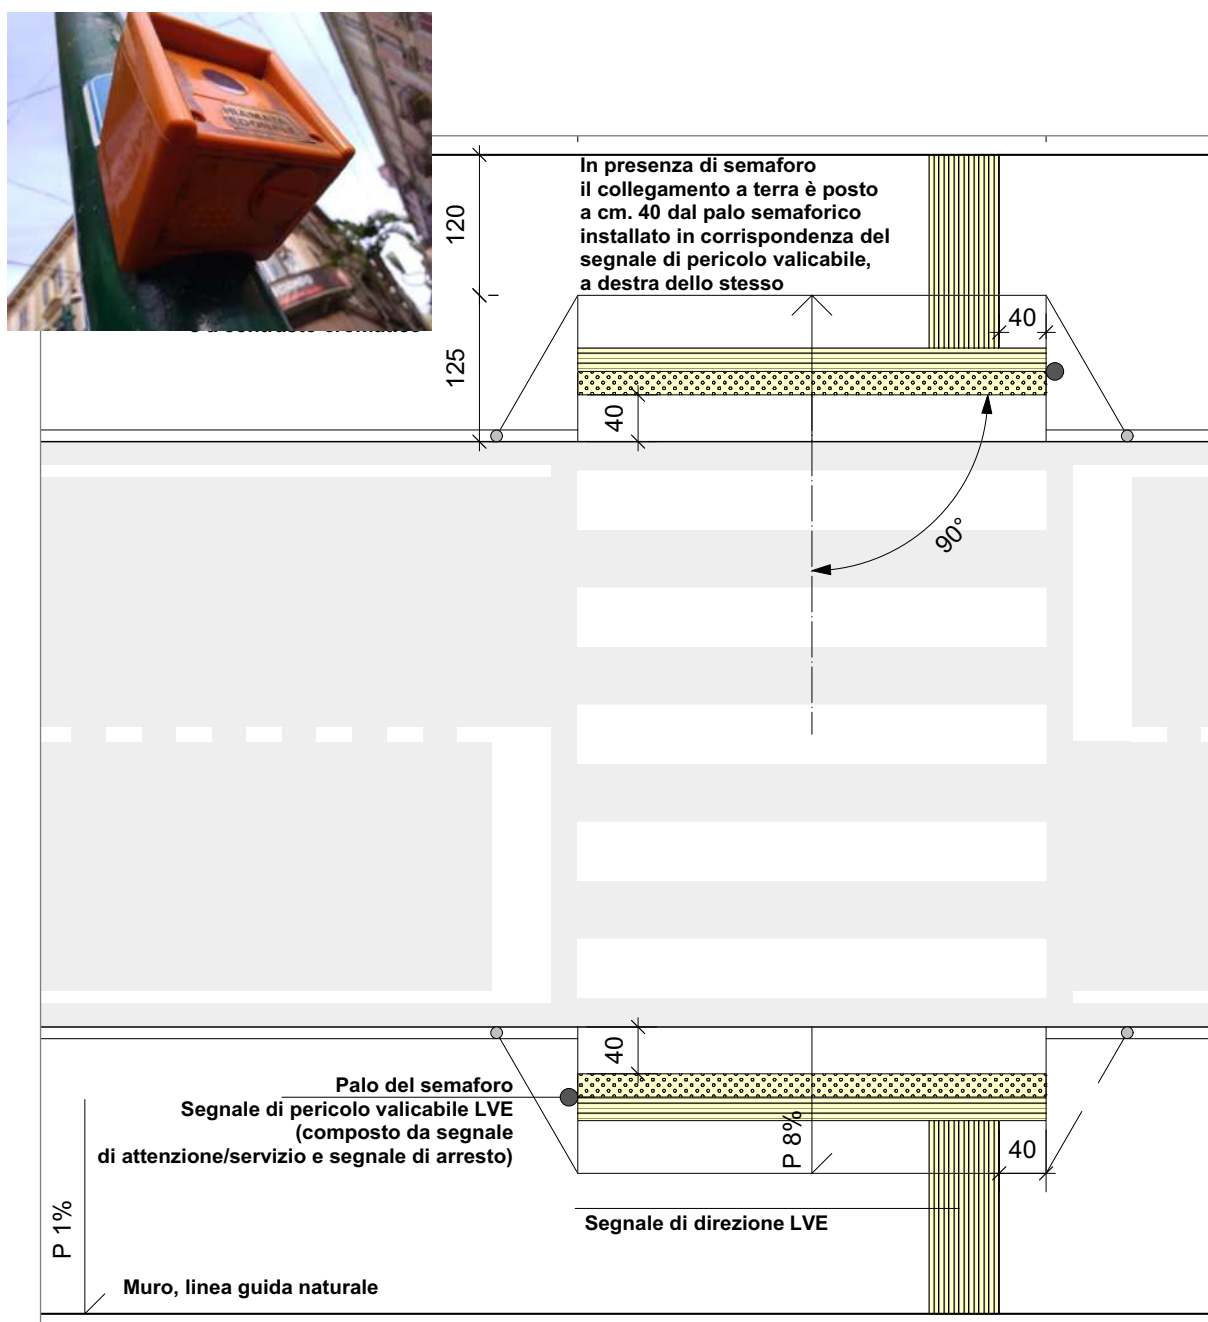 In presenza di semaforo
il collegamento a terra è posto
a cm. 40 dal palo semaforico
installato in corrispondenza del
segnale di pericolo valicabile,
a destra dello stesso
120
125
40
40
90°
40
Palo del semaforo
Segnale di pericolo valicabile LVE
(composto da segnale
di attenzione/servizio e segnale di arresto)
P 8%
40
P 1%
Segnale di direzione LVE
Muro, linea guida naturale